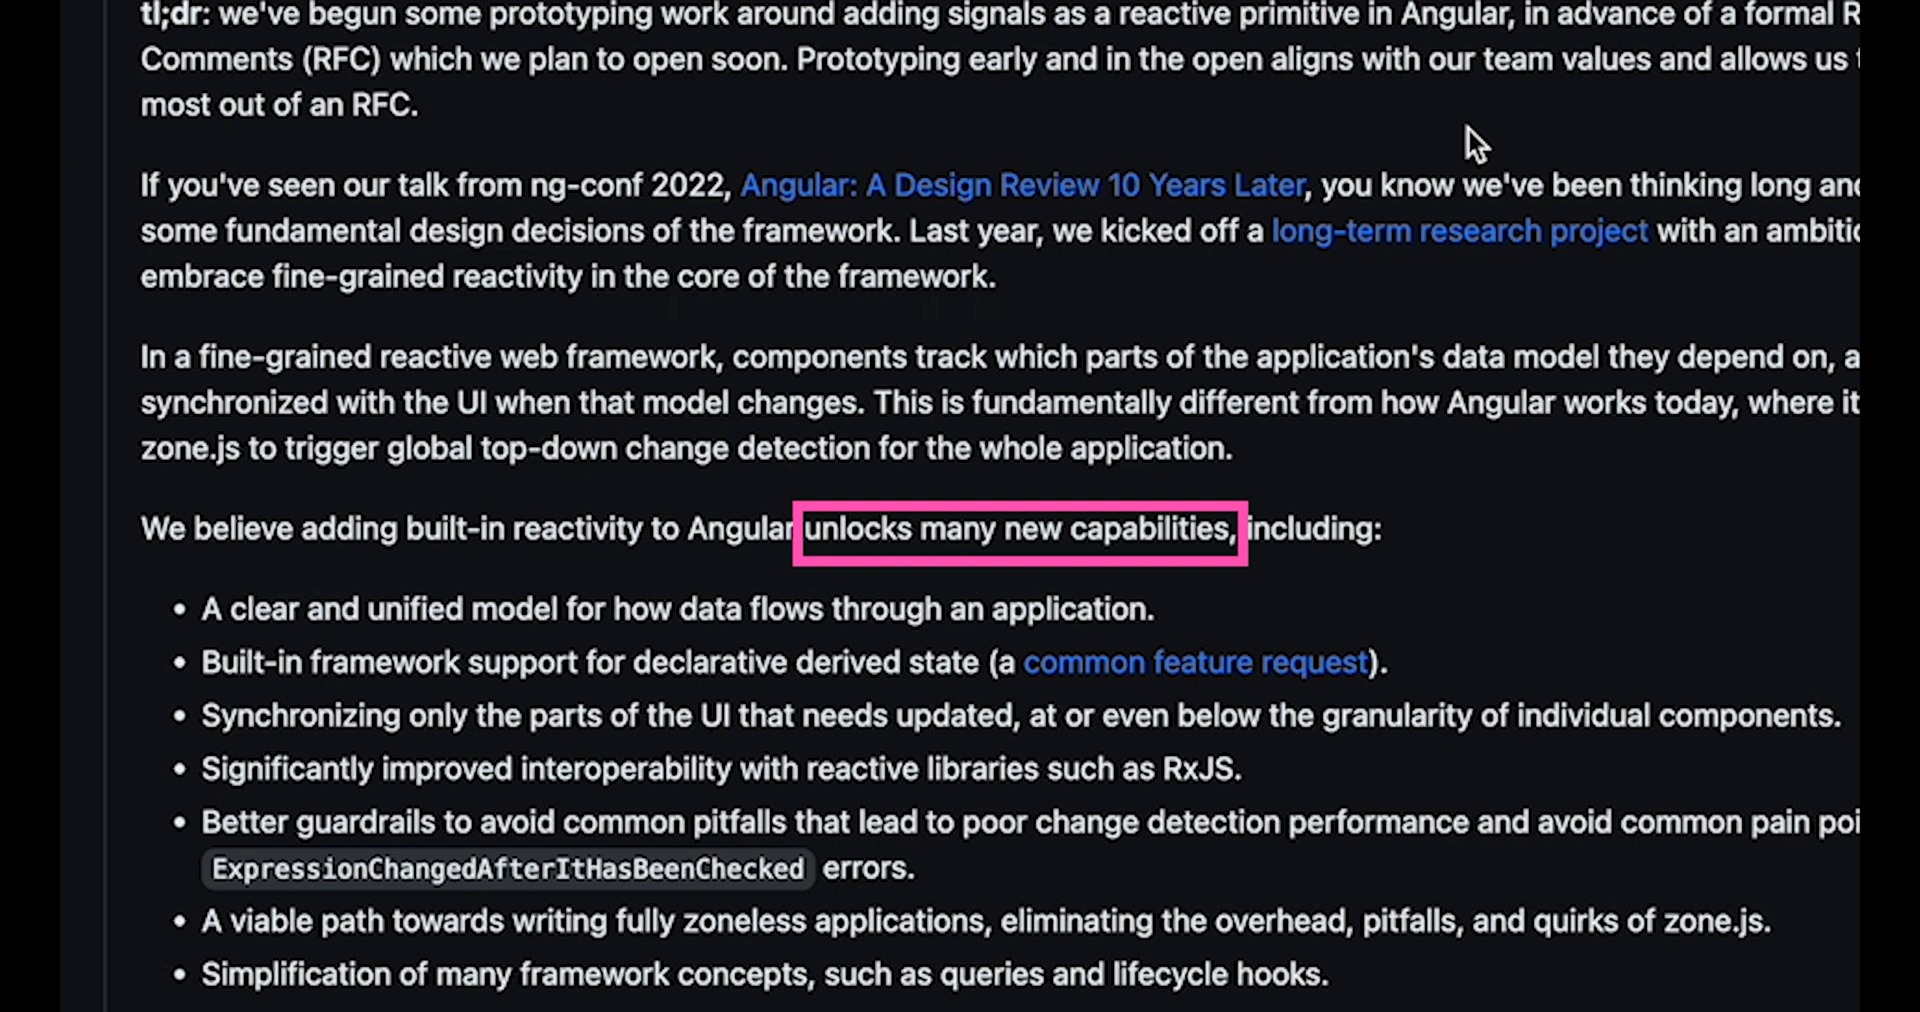 tl;dr: we've begun some prototyping work around adding signals as a reactive primitive in Angular, in advance of a formal R
Comments (RFC) which we plan to open soon. Prototyping early and in the open aligns with our team values and allows us
most out of an RFC.
If you've seen our talk from ng-conf 2022, Angular: A Design Review 10 Years Later, you know we've been thinking long and
some fundamental design decisions of the framework. Last year, we kicked off a long-term research project with an ambitio
embrace fine-grained reactivity in the core of the framework.
In a fine-grained reactive web framework, components track which parts of the application's data model they depend on, a
synchronized with the UI when that model changes. This is fundamentally different from how Angular works today, where it
zone.js to trigger global top-down change detection for the whole application.
We believe adding built-in reactivity to Angular unlocks many new capabilities, including:
• A clear and unified model for how data flows through an application.
• Built-in framework support for declarative derived state (a common feature request).
• Synchronizing only the parts of the UI that needs updated, at or even below the granularity of individual components.
• Significantly improved interoperability with reactive libraries such as RxJS.
• Better guardrails to avoid common pitfalls that lead to poor change detection performance and avoid common pain poi
ExpressionChangedAfterItHasBeenChecked errors.
• A viable path towards writing fully zoneless applications, eliminating the overhead, pitfalls, and quirks of zone.js.
• Simplification of many framework concepts, such as queries and lifecycle hooks.